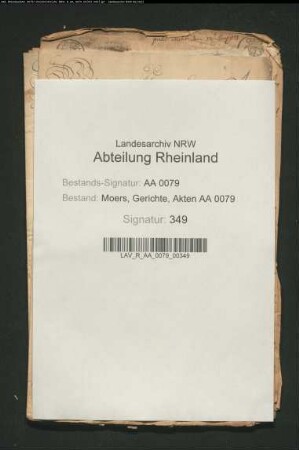 Landesarchiv NRW
Abteilung Rheinland
Bestands-Signatur: AA 0079
Bestand: Moers, Gerichte, Akten AA 0079
Signatur: 349
LAV_R_AA_0079_00349